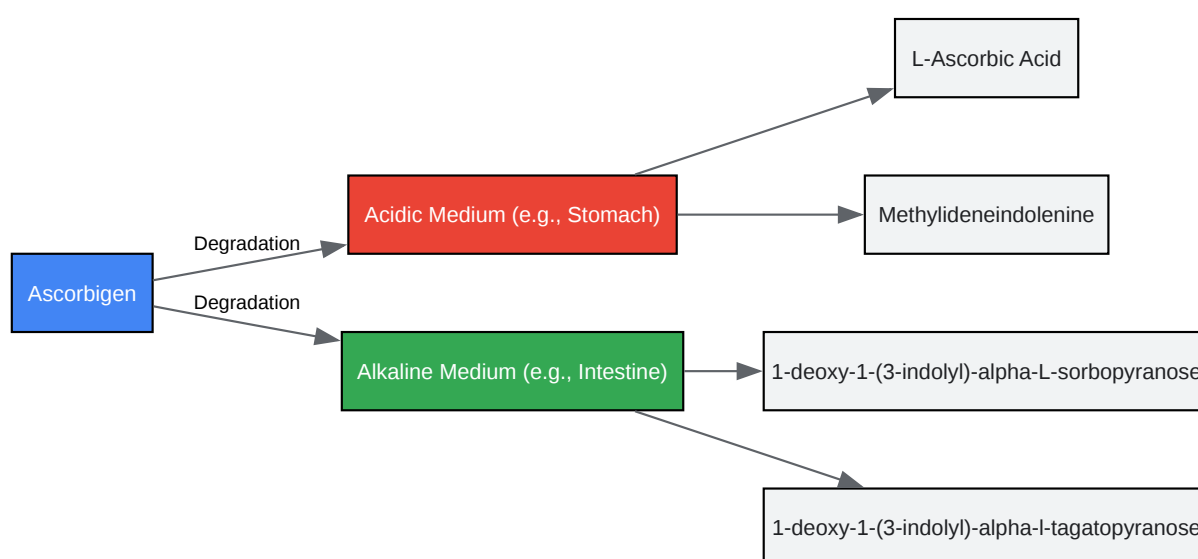 L-Ascorbic Acid
Acidic Medium (e.g., Stomach)
Methylideneindolenine
Degradation
Ascorbigen
Degradation
Alkaline Medium (e.g., Intestine)
1-deoxy-1-(3-indolyl)-alpha-L-sorbopyranose
1-deoxy-1-(3-indolyl)-alpha-l-tagatopyranose